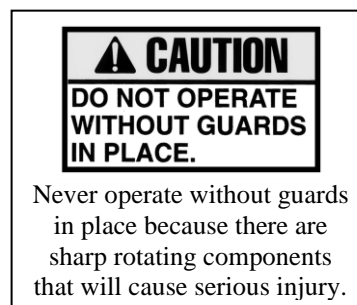 CAUTION
DO NOT OPERATE
WITHOUT GUARDS
IN PLACE.
Never operate without guards
in place because there are
sharp rotating components
that will cause serious injury.